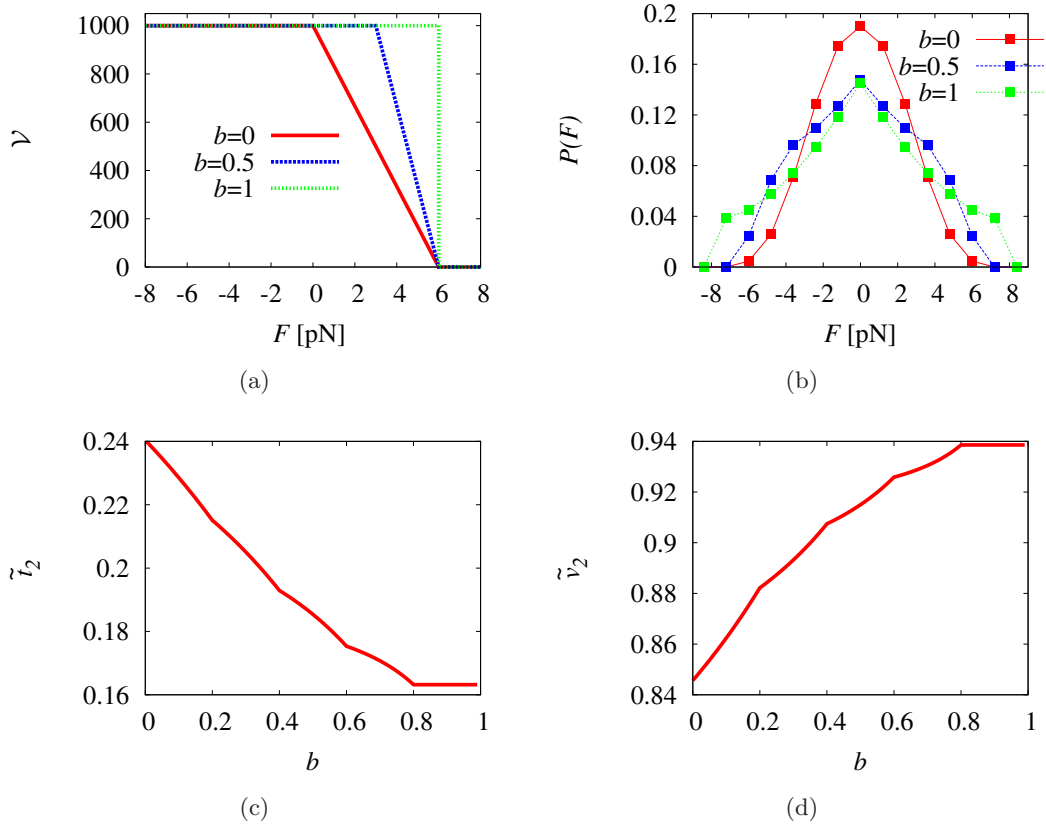 1000
800
600
400
200
0
𝒱
b=0
b=0.5
b=1
-8 -6 -4 -2 0 2 4 6 8
F [pN]
(a)
0.2
0.16
0.12
0.08
0.04
0
P(F)
b=0
b=0.5
b=1
-8 -6 -4 -2 0 2 4 6 8
F [pN]
(b)
0.24
0.22
0.2
0.18
0.16
t̃₂
0 0.2 0.4 0.6 0.8 1
b
(c)
0.94
0.92
0.9
0.88
0.86
0.84
ṽ₂
0 0.2 0.4 0.6 0.8 1
b
(d)